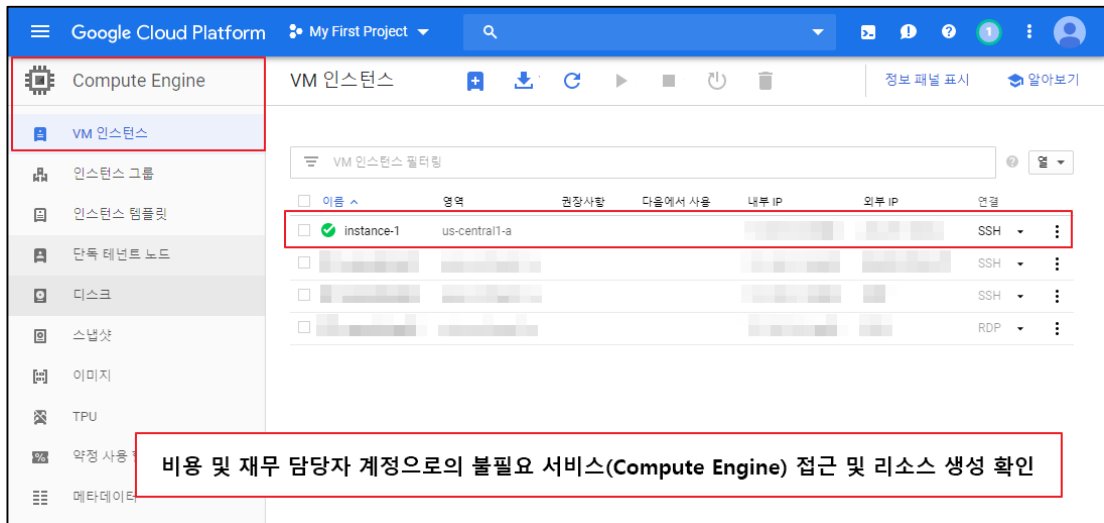 Google Cloud Platform My First Project 1
Compute Engine VM 인스턴스 정보 패널 표시 알아보기
VM 인스턴스
인스턴스 그룹
인스턴스 템플릿
단독 테넌트 노드
디스크
스냅샷
이미지
TPU
약정 사용
메타데이터
VM 인스턴스 필터링 열
이름 영역 권장사항 다음에서 사용 내부 IP 외부 IP 연결
instance-1 us-central1-a SSH
SSH
SSH
RDP
비용 및 재무 담당자 계정으로의 불필요 서비스(Compute Engine) 접근 및 리소스 생성 확인